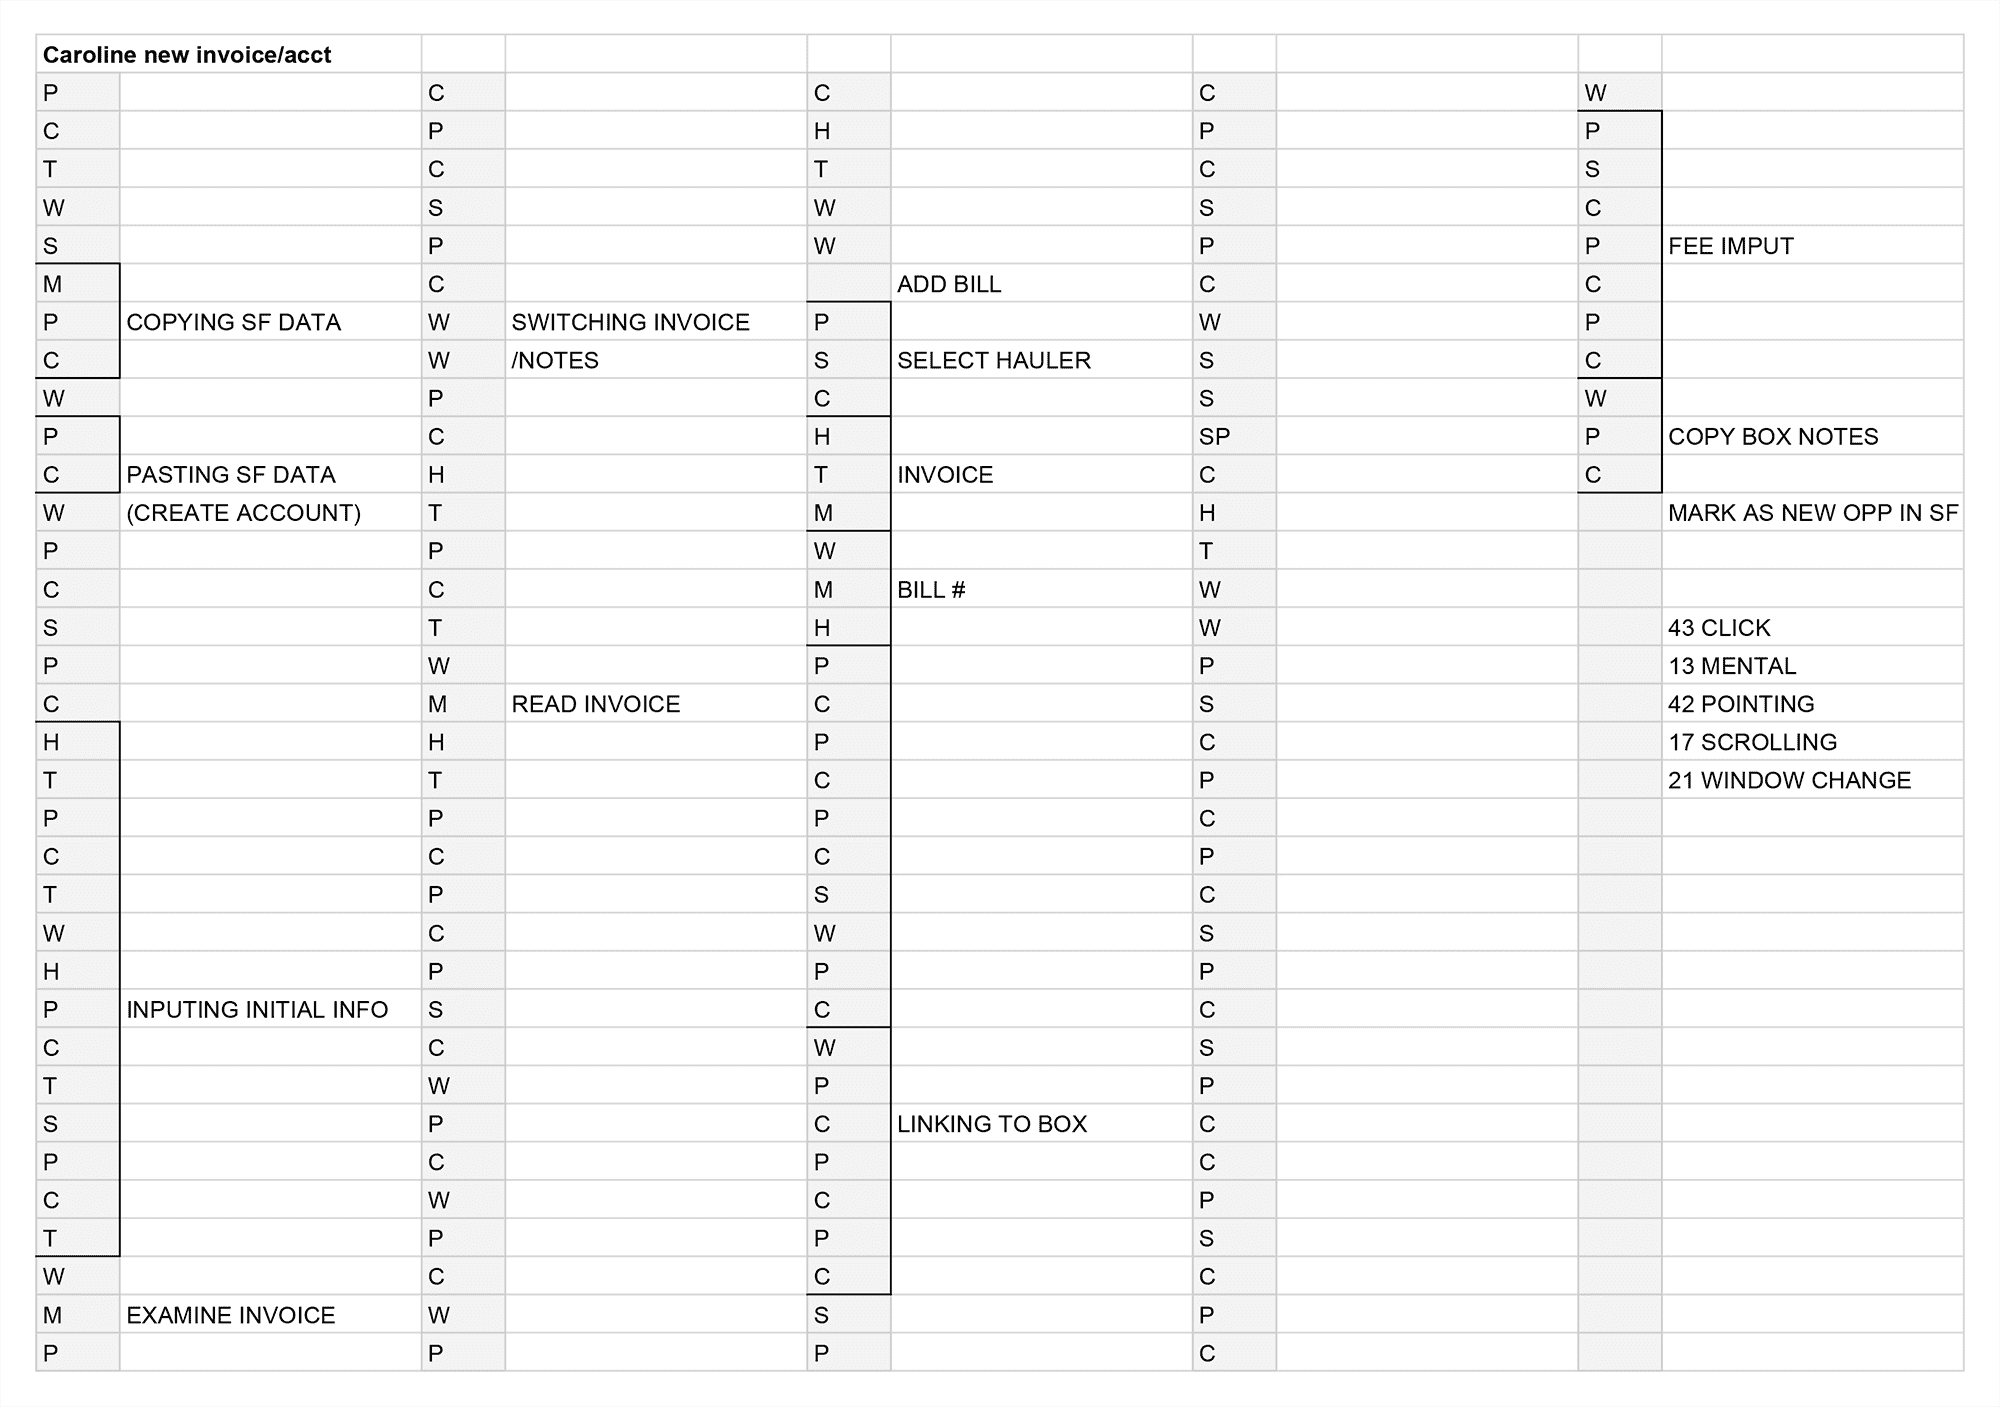 Caroline new invoice/acct
P
C
T
W
S
M
P COPYING SF DATA
C
W
P
C PASTING SF DATA
W (CREATE ACCOUNT)
P
C
S
P
C
H
T
P
C
T
W
H
P INPUTING INITIAL INFO
C
T
S
P
C
T
W
M EXAMINE INVOICE
P
C
P
C
S
P
C
W SWITCHING INVOICE
W /NOTES
P
C
H
T
P
C
T
W
M READ INVOICE
H
T
P
C
P
C
P
S
C
W
P
C
W
P
C
W
P
C
H
T
W
W
ADD BILL
P
S SELECT HAULER
C
H
T INVOICE
M
W
M BILL #
H
P
C
P
C
P
C
S
W
P
C
W
P
C LINKING TO BOX
P
C
P
C
S
P
C
P
C
S
P
C
W
S
S
SP
C
H
T
W
W
P
S
C
P
C
P
C
S
P
C
S
P
C
C
P
S
C
P
C
W
P
S
C
P FEE IMPUT
C
P
C
W
P COPY BOX NOTES
C
MARK AS NEW OPP IN SF
43 CLICK
13 MENTAL
42 POINTING
17 SCROLLING
21 WINDOW CHANGE